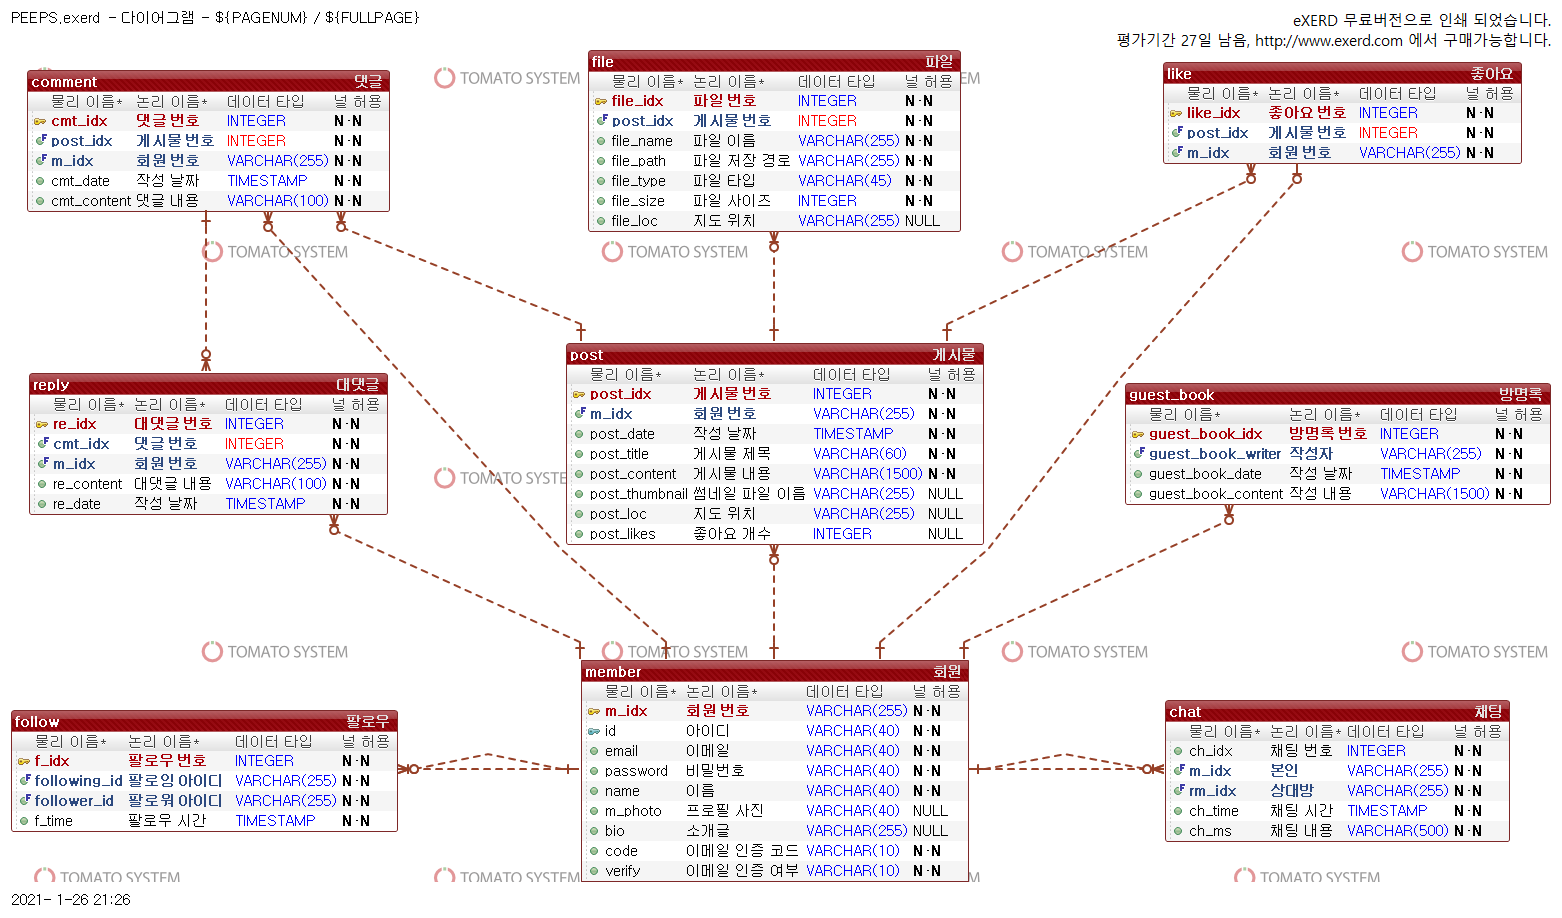 PEEPS.exerd - 다이어그램 - ${PAGENUM} / ${FULLPAGE}
eXERD 무료버전으로 인쇄 되었습니다.
평가기간 27일 남음, http://www.exerd.com 에서 구매가능합니다.
comment 댓글
물리 이름* 논리 이름* 데이터 타입 널 허용
cmt_idx 댓글 번호 INTEGER N·N
post_idx 게시물 번호 INTEGER N·N
m_idx 회원 번호 VARCHAR(255) N·N
cmt_date 작성 날짜 TIMESTAMP N·N
cmt_content 댓글 내용 VARCHAR(100) N·N
TOMATO SYSTEM
file 파일
물리 이름* 논리 이름* 데이터 타입 널 허용
file_idx 파일 번호 INTEGER N·N
post_idx 게시물 번호 INTEGER N·N
file_name 파일 이름 VARCHAR(255) N·N
file_path 파일 저장 경로 VARCHAR(255) N·N
file_type 파일 타입 VARCHAR(45) N·N
file_size 파일 사이즈 INTEGER N·N
file_loc 지도 위치 VARCHAR(255) NULL
EM
like 좋아요
물리 이름* 논리 이름* 데이터 타입 널 허용
like_idx 좋아요 번호 INTEGER N·N
post_idx 게시물 번호 INTEGER N·N
m_idx 회원 번호 VARCHAR(255) N·N
TOMATO SYSTEM
TOMATO SYSTEM
TOMATO SYSTEM
TOMATO SYSTEM
reply 대댓글
물리 이름* 논리 이름* 데이터 타입 널 허용
re_idx 대댓글 번호 INTEGER N·N
cmt_idx 댓글 번호 INTEGER N·N
m_idx 회원 번호 VARCHAR(255) N·N
re_content 대댓글 내용 VARCHAR(100) N·N
re_date 작성 날짜 TIMESTAMP N·N
TOMATO SYS
post 게시물
물리 이름* 논리 이름* 데이터 타입 널 허용
post_idx 게시물 번호 INTEGER N·N
m_idx 회원 번호 VARCHAR(255) N·N
post_date 작성 날짜 TIMESTAMP N·N
post_title 게시물 제목 VARCHAR(60) N·N
post_content 게시물 내용 VARCHAR(1500) N·N
post_thumbnail 썸네일 파일 이름 VARCHAR(255) NULL
post_loc 지도 위치 VARCHAR(255) NULL
post_likes 좋아요 개수 INTEGER NULL
guest_book 방명록
물리 이름* 논리 이름* 데이터 타입 널 허용
guest_book_idx 방명록 번호 INTEGER N·N
guest_book_writer 작성자 VARCHAR(255) N·N
guest_book_date 작성 날짜 TIMESTAMP N·N
guest_book_content 작성 내용 VARCHAR(1500) N·N
TOMATO SYSTEM
TOMATO SYSTEM
TOMATO SYSTEM
TOMATO SYSTEM
follow 팔로우
물리 이름* 논리 이름* 데이터 타입 널 허용
f_idx 팔로우 번호 INTEGER N·N
following_id 팔로잉 아이디 VARCHAR(255) N·N
follower_id 팔로워 아이디 VARCHAR(255) N·N
f_time 팔로우 시간 TIMESTAMP N·N
member 회원
물리 이름* 논리 이름* 데이터 타입 널 허용
m_idx 회원 번호 VARCHAR(255) N·N
id 아이디 VARCHAR(40) N·N
email 이메일 VARCHAR(40) N·N
password 비밀번호 VARCHAR(40) N·N
name 이름 VARCHAR(40) N·N
m_photo 프로필 사진 VARCHAR(40) NULL
bio 소개글 VARCHAR(255) NULL
code 이메일 인증 코드 VARCHAR(10) N·N
verify 이메일 인증 여부 VARCHAR(10) N·N
chat 채팅
물리 이름* 논리 이름* 데이터 타입 널 허용
ch_idx 채팅 번호 INTEGER N·N
m_idx 본인 VARCHAR(255) N·N
rm_idx 상대방 VARCHAR(255) N·N
ch_time 채팅 시간 TIMESTAMP N·N
ch_ms 채팅 내용 VARCHAR(500) N·N
TOMATO SYSTEM
TOMATO SYSTEM
EM
TOMATO SYSTEM
2021- 1-26 21:26